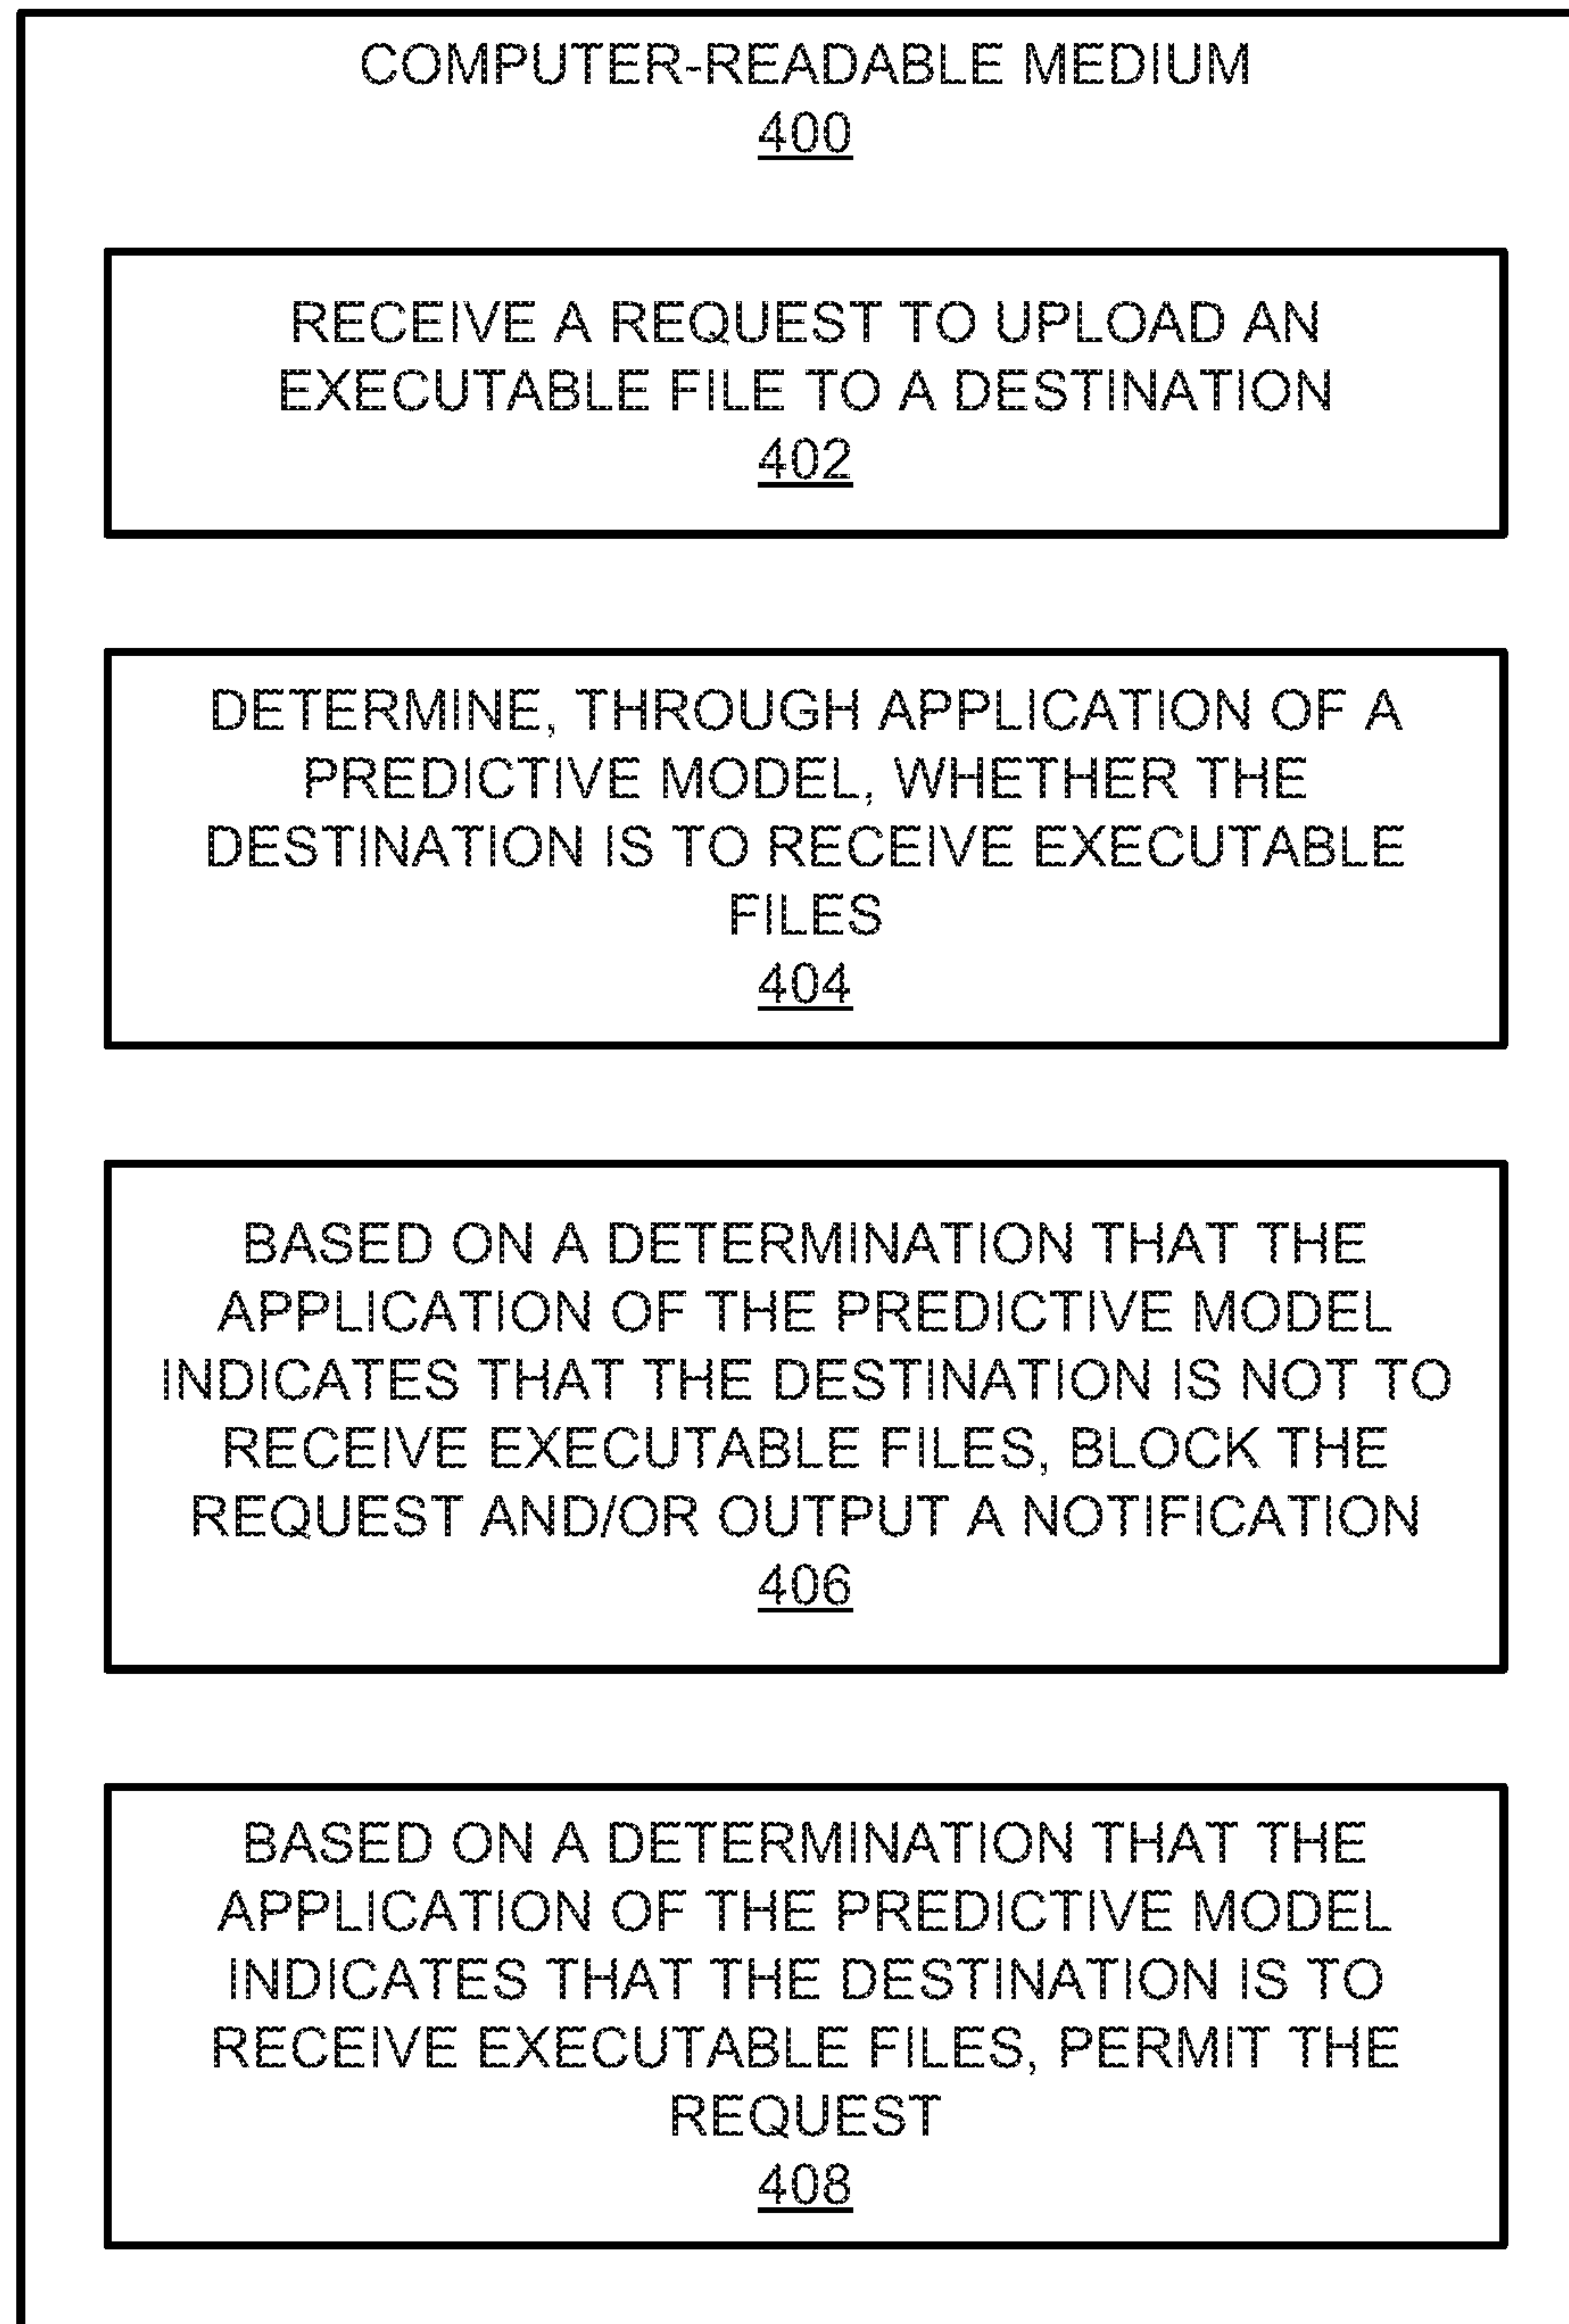 COMPUTER-READABLE MEDIUM
400
RECEIVE A REQUEST TO UPLOAD AN
EXECUTABLE FILE TO A DESTINATION
402
DETERMINE, THROUGH APPLICATION OF A
PREDICTIVE MODEL, WHETHER THE
DESTINATION IS TO RECEIVE EXECUTABLE
FILES
404
BASED ON A DETERMINATION THAT THE
APPLICATION OF THE PREDICTIVE MODEL
INDICATES THAT THE DESTINATION IS NOT TO
RECEIVE EXECUTABLE FILES, BLOCK THE
REQUEST AND/OR OUTPUT A NOTIFICATION
406
BASED ON A DETERMINATION THAT THE
APPLICATION OF THE PREDICTIVE MODEL
INDICATES THAT THE DESTINATION IS TO
RECEIVE EXECUTABLE FILES, PERMIT THE
REQUEST
408